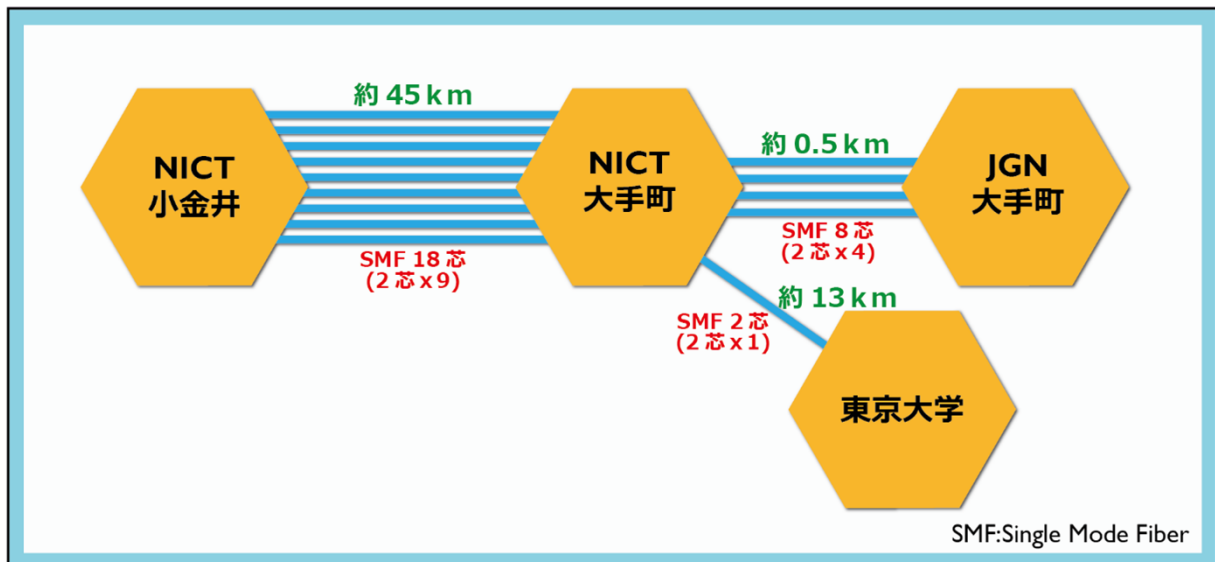 約 45 km
NICT
小金井
SMF 18 芯
(2 芯 x 9)
NICT
大手町
約 0.5 km
SMF 8 芯
(2 芯 x 4)
JGN
大手町
約 13 km
SMF 2 芯
(2 芯 x 1)
東京大学
SMF:Single Mode Fiber